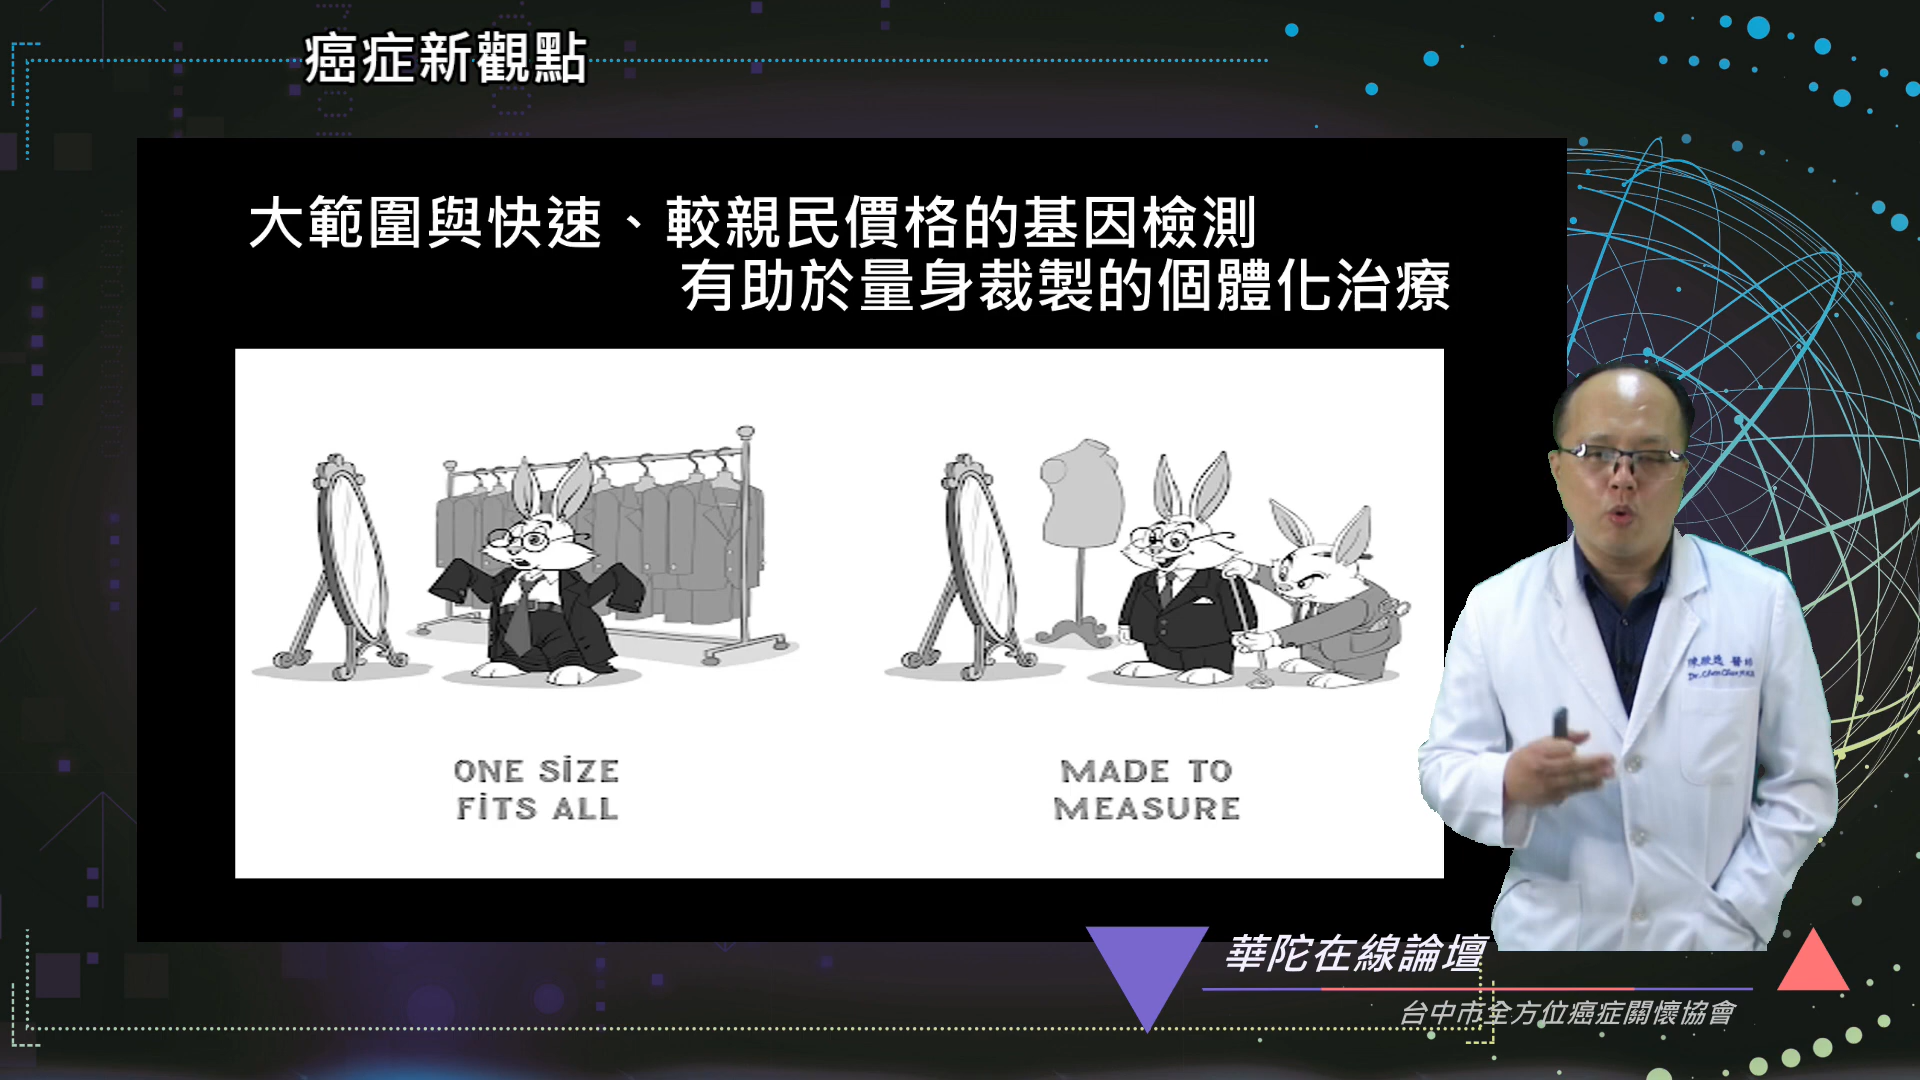 癌症新觀點
大範圍與快速、較親民價格的基因檢測
有助於量身裁製的個體化治療
ONE SIZE
FITS ALL
MADE TO
MEASURE
醫師
華陀在線論壇
台中市全方位癌症關懷協會